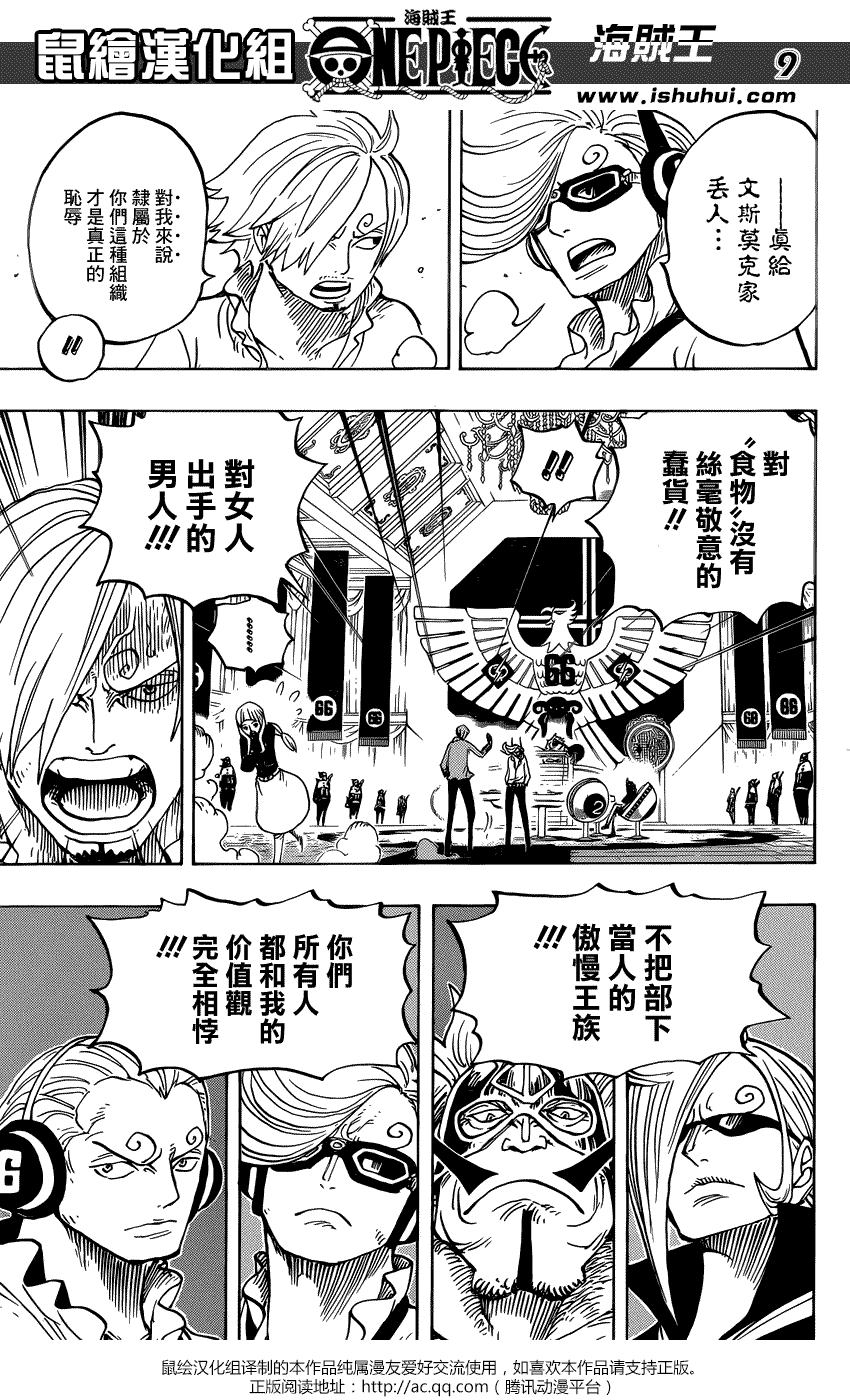 鼠繪漢化組
海賊王
ONE PIECE
海賊王
9
www.ishuhui.com
——真給
文斯莫克家
丟人…
對我來說
隸屬於
你們這種組織
才是真正的
恥辱
!!
對
〝食物〞沒有
絲毫敬意的
蠢貨!!
!!
對女人
出手的
男人!!!
……
66
66
66
66
66
不把部下
當人的
傲慢王族
!!!
你們
所有人
都和我的
价值觀
完全相悖
!!!
66
鼠绘汉化组译制的本作品纯属漫友爱好交流使用，如喜欢本作品请支持正版。
正版阅读地址：http://ac.qq.com（腾讯动漫平台）